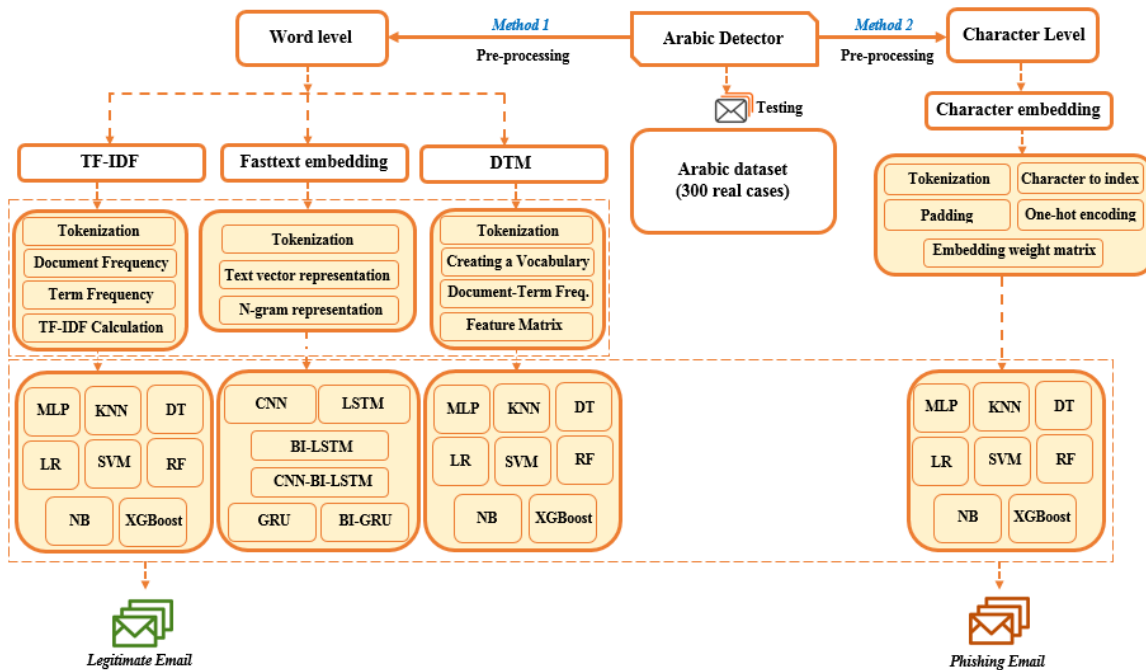 Method 1
Method 2
Word level
Arabic Detector
Character Level
Pre-processing
Pre-processing
Testing
Character embedding
TF-IDF
Fasttext embedding
DTM
Arabic dataset
(300 real cases)
Tokenization
Character to index
Padding
One-hot encoding
Embedding weight matrix
Tokenization
Document Frequency
Term Frequency
TF-IDF Calculation
Tokenization
Text vector representation
N-gram representation
Tokenization
Creating a Vocabulary
Document-Term Freq.
Feature Matrix
MLP
KNN
DT
LR
SVM
RF
NB
XGBoost
CNN
LSTM
BI-LSTM
CNN-BI-LSTM
GRU
BI-GRU
MLP
KNN
DT
LR
SVM
RF
NB
XGBoost
MLP
KNN
DT
LR
SVM
RF
NB
XGBoost
Legitimate Email
Phishing Email